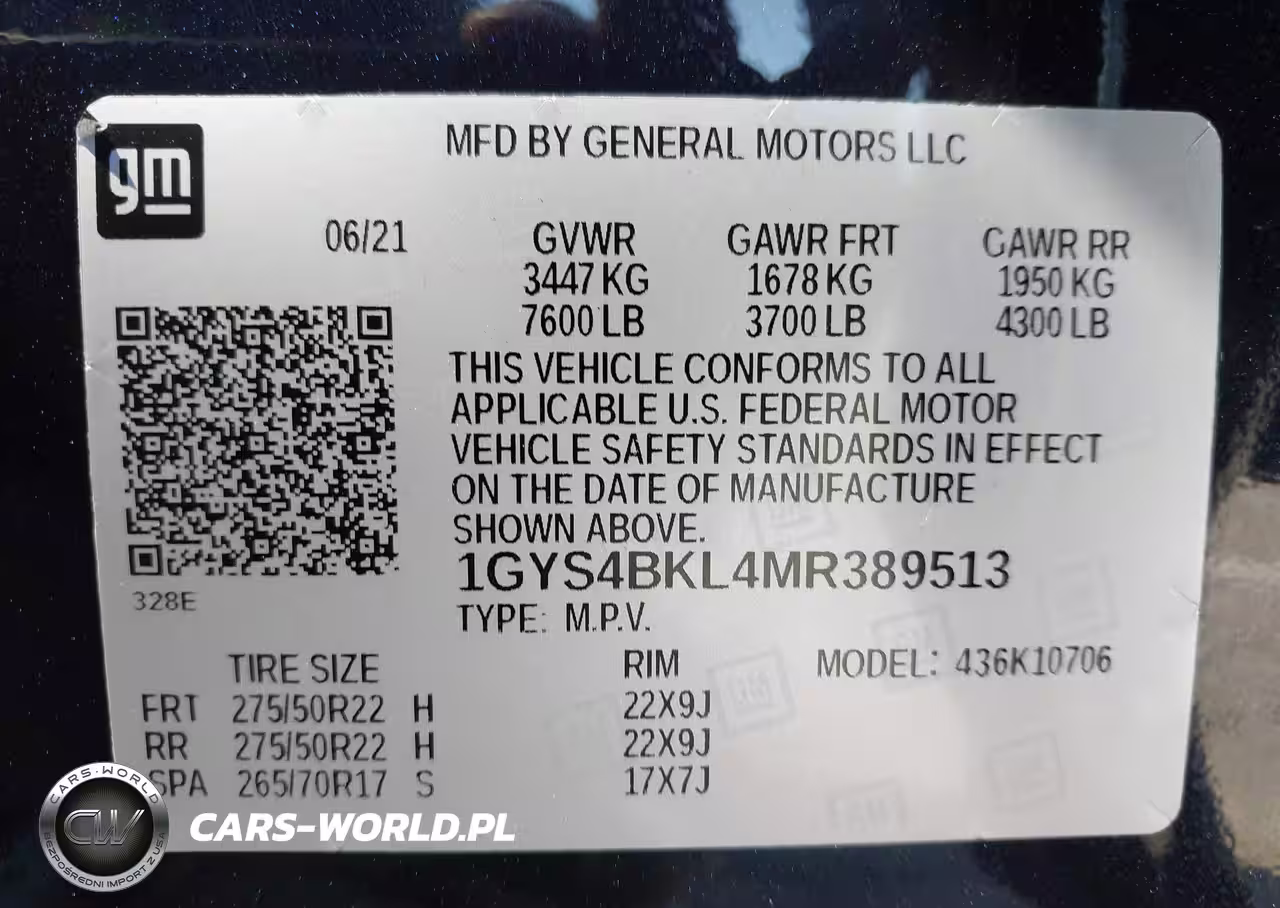 gm
MFD BY GENERAL MOTORS LLC
06/21 GVWR GAWR FRT GAWR RR
3447 KG 1678 KG 1950 KG
7600 LB 3700 LB 4300 LB
THIS VEHICLE CONFORMS TO ALL
APPLICABLE U.S. FEDERAL MOTOR
VEHICLE SAFETY STANDARDS IN EFFECT
ON THE DATE OF MANUFACTURE
SHOWN ABOVE.
1GYS4BKL4MR389513
328E
TYPE: M.P.V.
TIRE SIZE RIM MODEL: 436K10706
FRT 275/50R22 H 22X9J
RR 275/50R22 H 22X9J
SPA 265/70R17 S 17X7J
CARS-WORLD
CW
BEZPOŚREDNI IMPORT Z USA
CARS-WORLD.PL